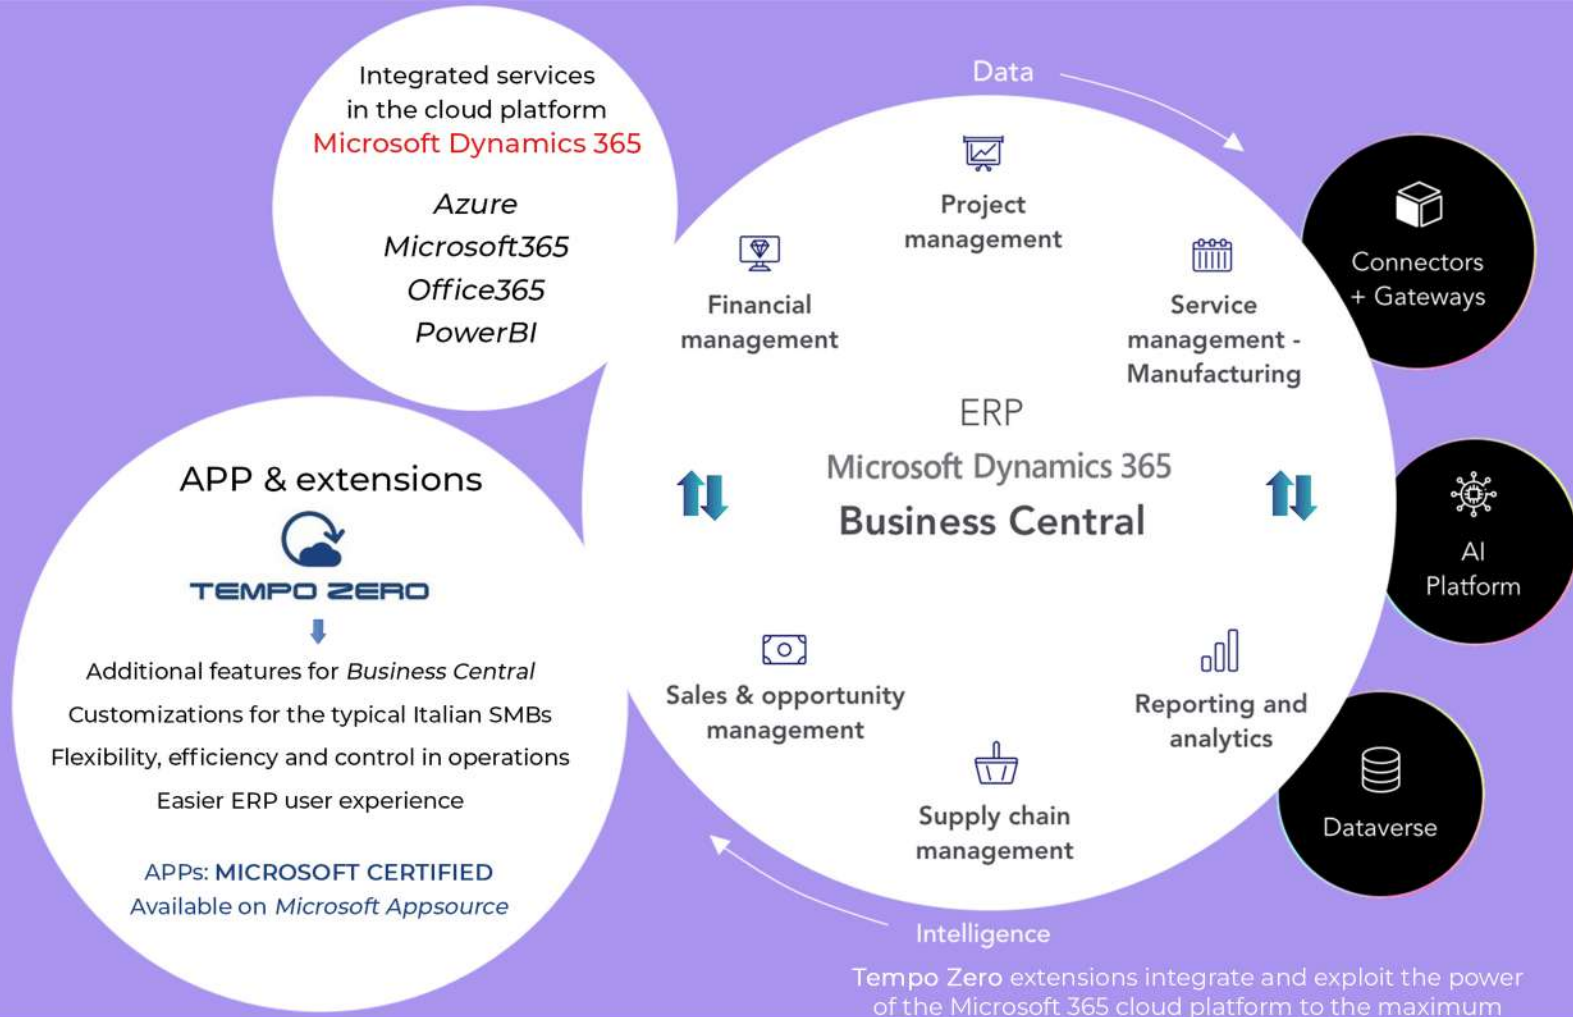 Integrated services
in the cloud platform
Microsoft Dynamics 365
Azure
Microsoft365
Office365
PowerBI
APP & extensions
TEMPO ZERO
Additional features for Business Central
Customizations for the typical Italian SMBs
Flexibility, efficiency and control in operations
Easier ERP user experience
APPs: MICROSOFT CERTIFIED
Available on Microsoft Appsource
Data
Project
management
Financial
management
Service
management -
Manufacturing
ERP
Microsoft Dynamics 365
Business Central
Sales & opportunity
management
Reporting and
analytics
Supply chain
management
Intelligence
Connectors
+ Gateways
AI
Platform
Dataverse
Tempo Zero extensions integrate and exploit the power
of the Microsoft 365 cloud platform to the maximum